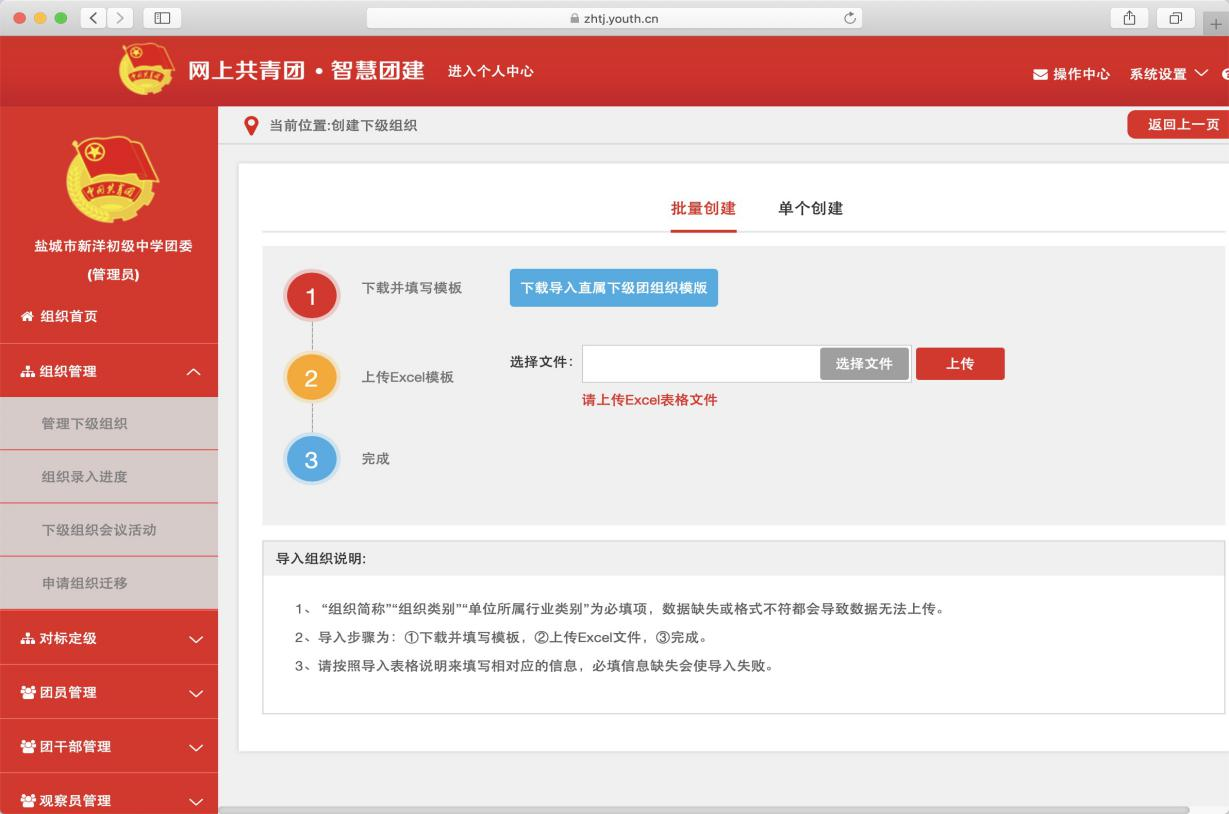 zhtj.youth.cn
网上共青团·智慧团建 进入个人中心
操作中心 系统设置
当前位置:创建下级组织
返回上一页
中国共青团
盐城市新洋初级中学团委
(管理员)
组织首页
组织管理
管理下级组织
组织录入进度
下级组织会议活动
申请组织迁移
对标定级
团员管理
团干部管理
观察员管理
批量创建 单个创建
1 下载并填写模板 下载导入直属下级团组织模版
2 上传Excel模板 选择文件: 选择文件 上传
请上传Excel表格文件
3 完成
导入组织说明:
1、“组织简称”“组织类别”“单位所属行业类别”为必填项，数据缺失或格式不符都会导致数据无法上传。
2、导入步骤为：①下载并填写模板，②上传Excel文件，③完成。
3、请按照导入表格说明来填写相对应的信息，必填信息缺失会使导入失败。